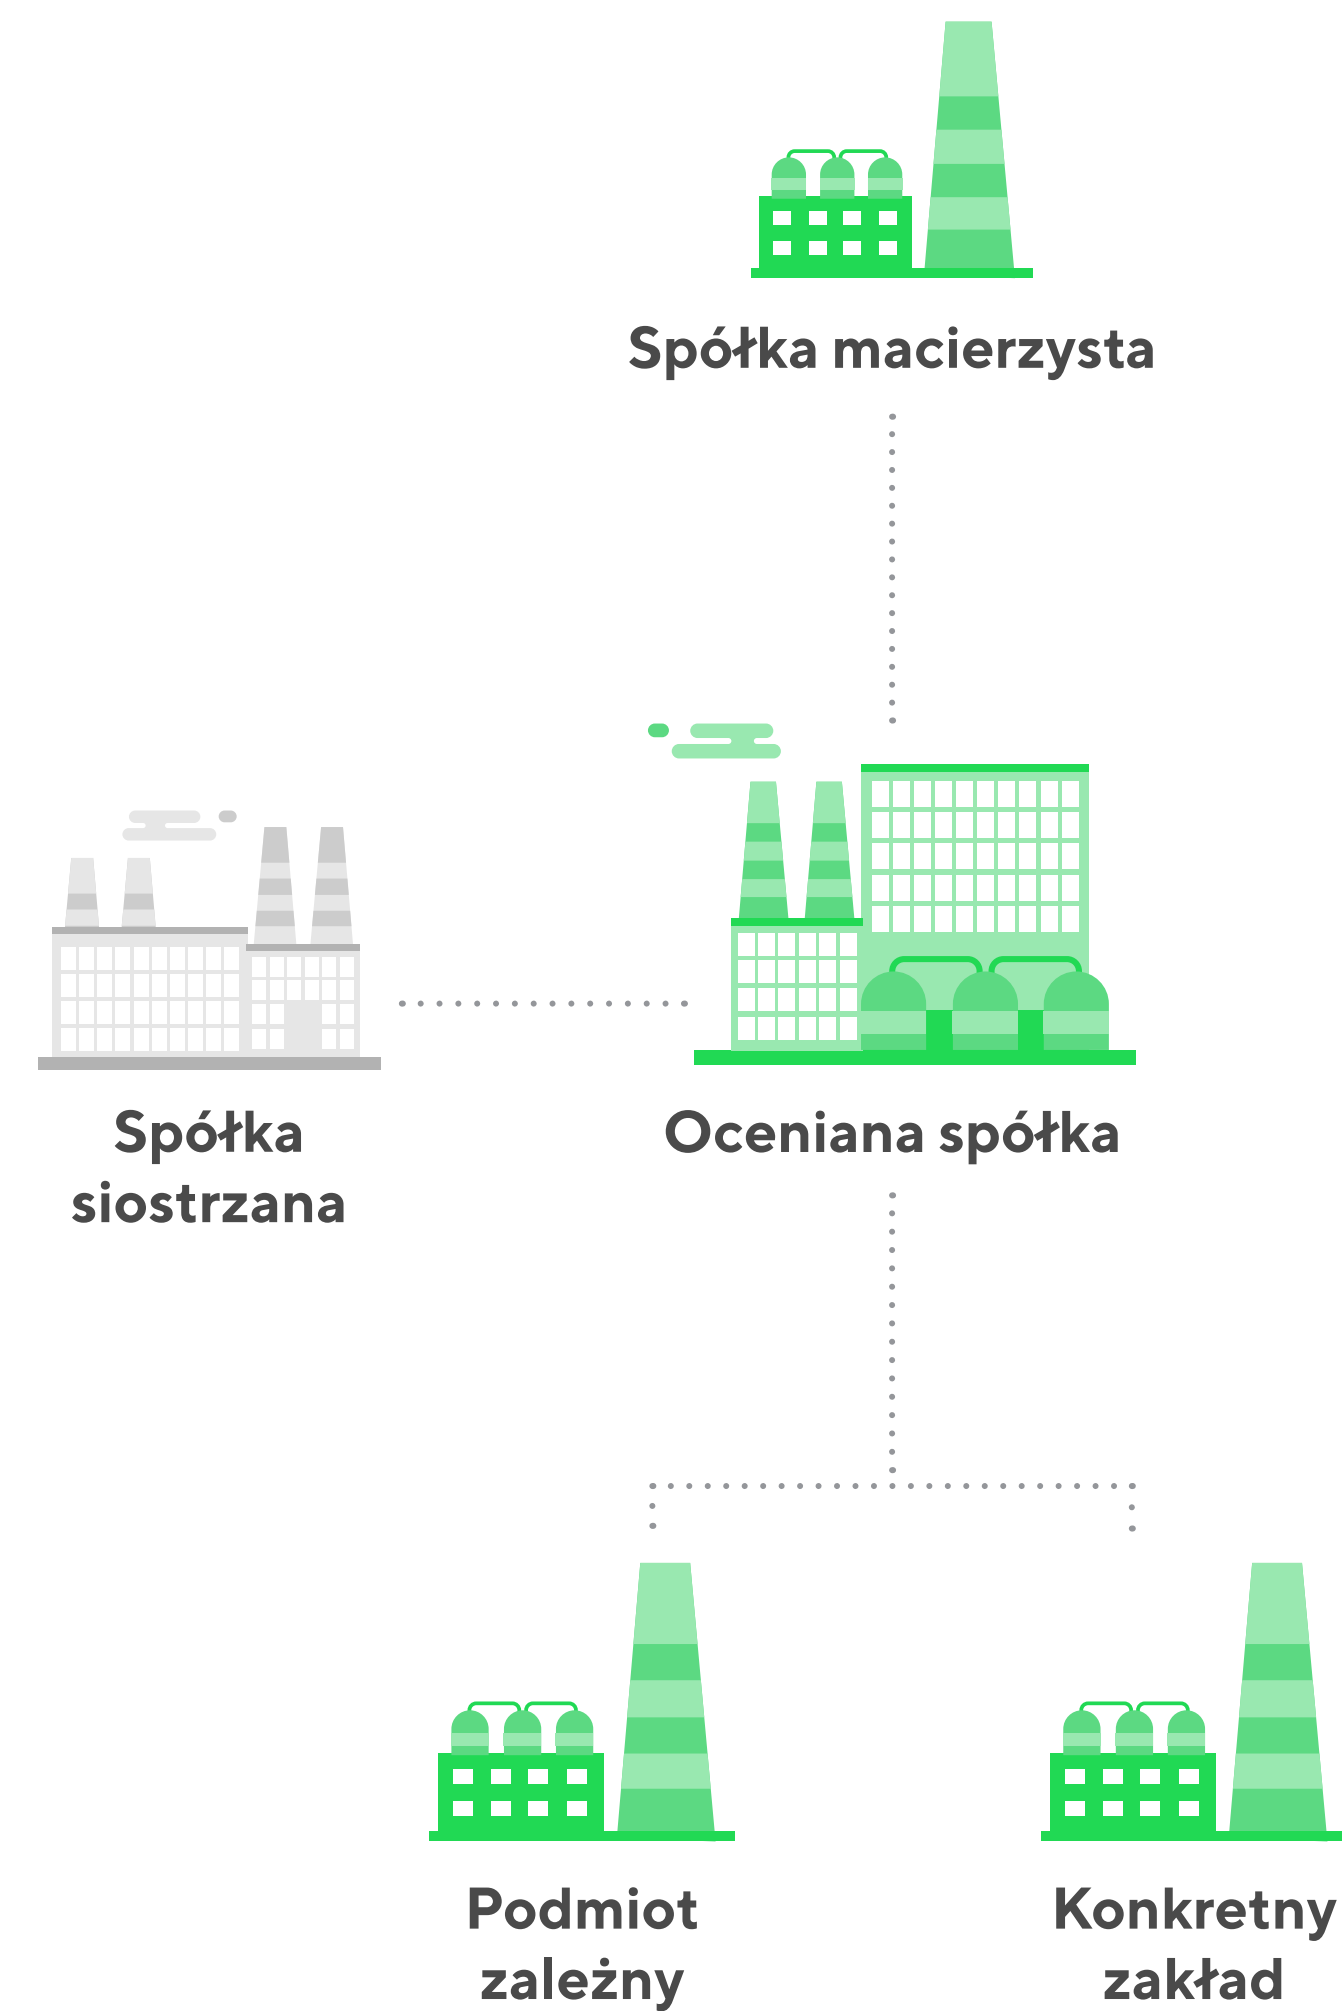 Spółka macierzysta
Spółka
siostrzana
Oceniana spółka
Podmiot
zależny
Konkretny
zakład